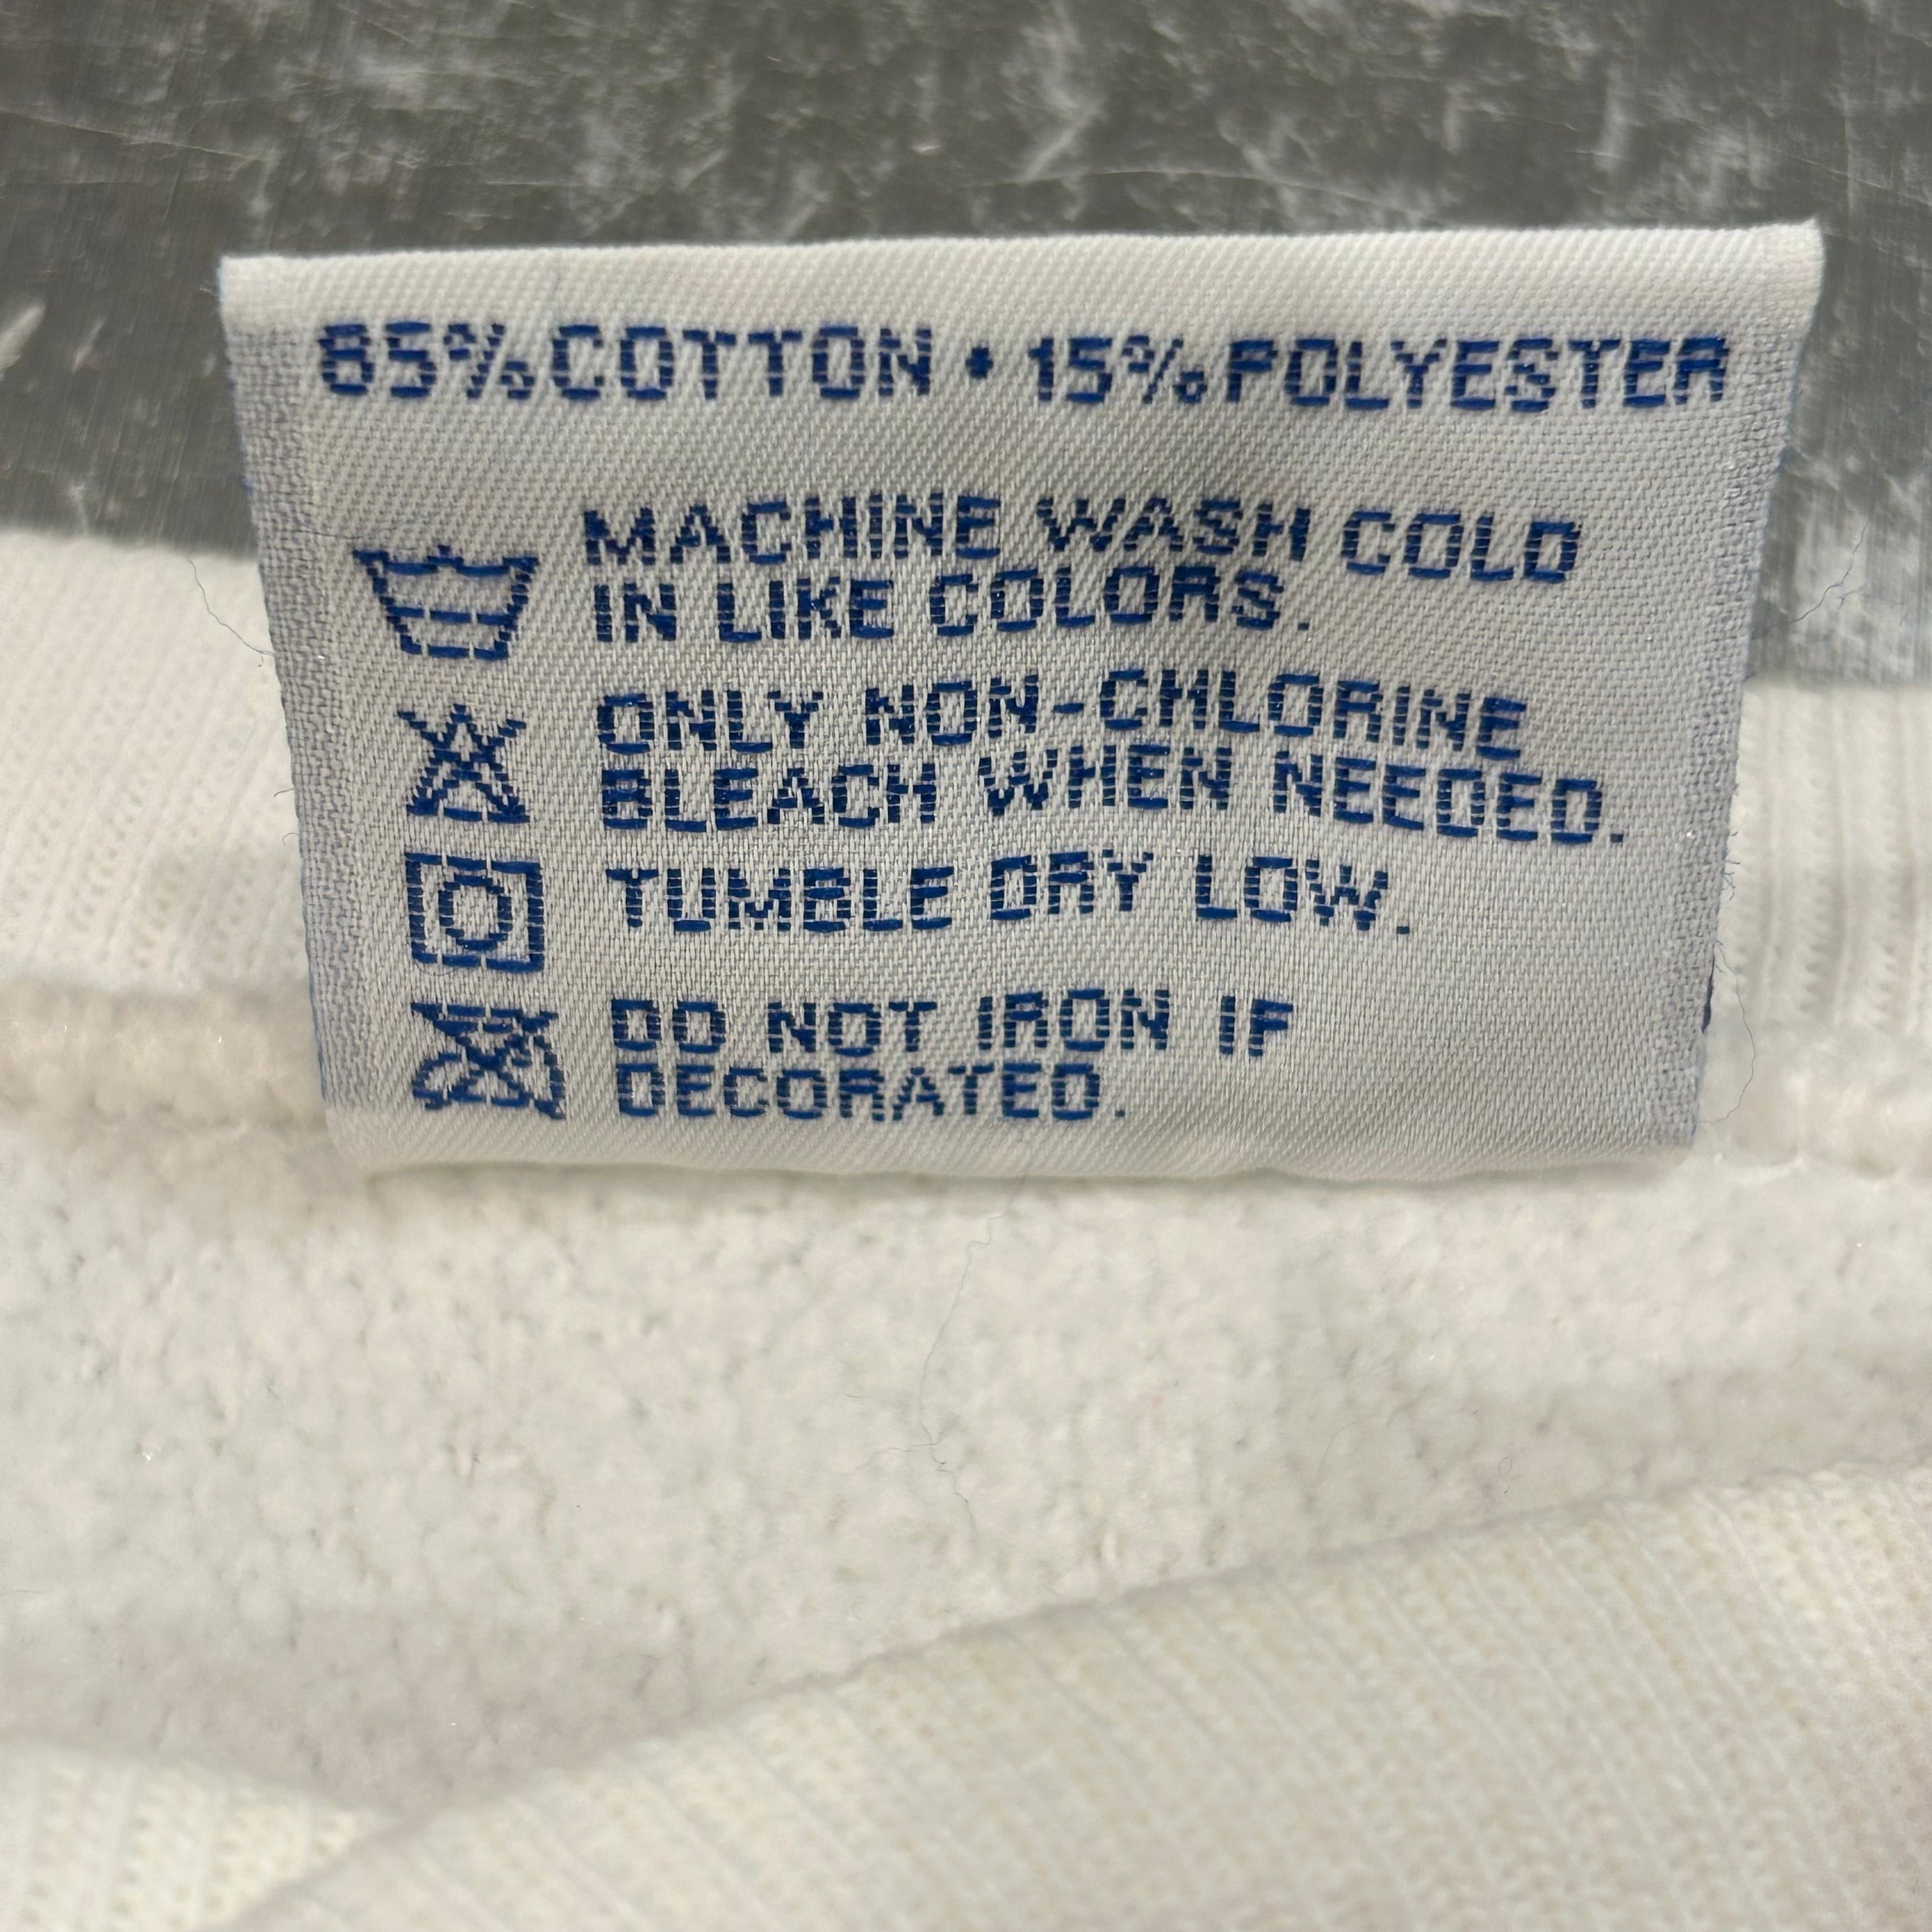 85% COTTON • 15% POLYESTER
MACHINE WASH COLD
IN LIKE COLORS.
ONLY NON-CHLORINE
BLEACH WHEN NEEDED.
TUMBLE DRY LOW.
DO NOT IRON IF
DECORATED.